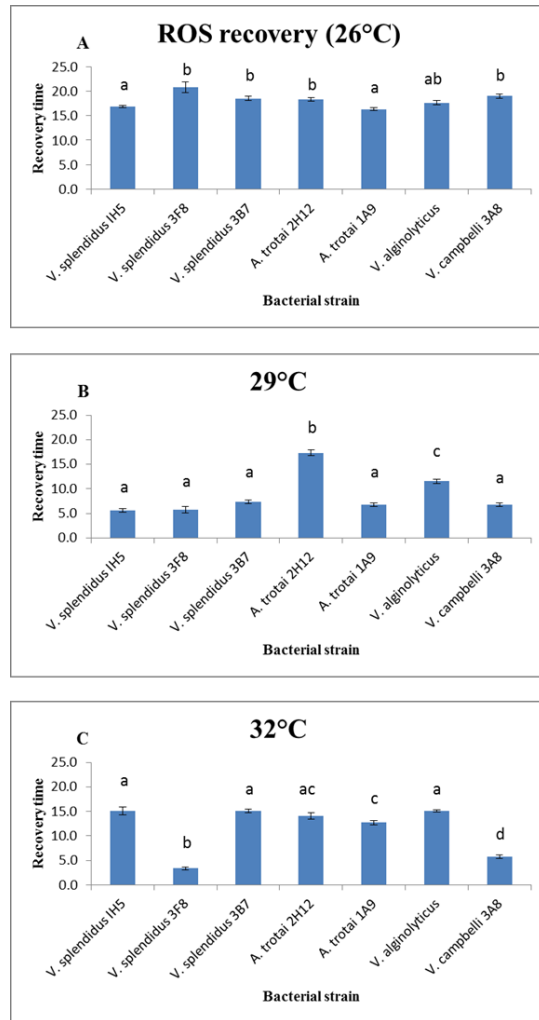 A
ROS recovery (26°C)
Recovery time
25.0
20.0
15.0
10.0
5.0
0.0
a
b
b
b
a
ab
b
V. splendidus IH5
V. splendidus 3F8
V. splendidus 3B7
A. trotai 2H12
A. trotai 1A9
V. alginolyticus
V. campbelli 3A8
Bacterial strain
B
29°C
Recovery time
25.0
20.0
15.0
10.0
5.0
0.0
a
a
a
b
a
c
a
V. splendidus IH5
V. splendidus 3F8
V. splendidus 3B7
A. trotai 2H12
A. trotai 1A9
V. alginolyticus
V. campbelli 3A8
Bacterial strain
C
32°C
Recovery time
25.0
20.0
15.0
10.0
5.0
0.0
a
b
a
ac
c
a
d
V. splendidus IH5
V. splendidus 3F8
V. splendidus 3B7
A. trotai 2H12
A. trotai 1A9
V. alginolyticus
V. campbelli 3A8
Bacterial strain